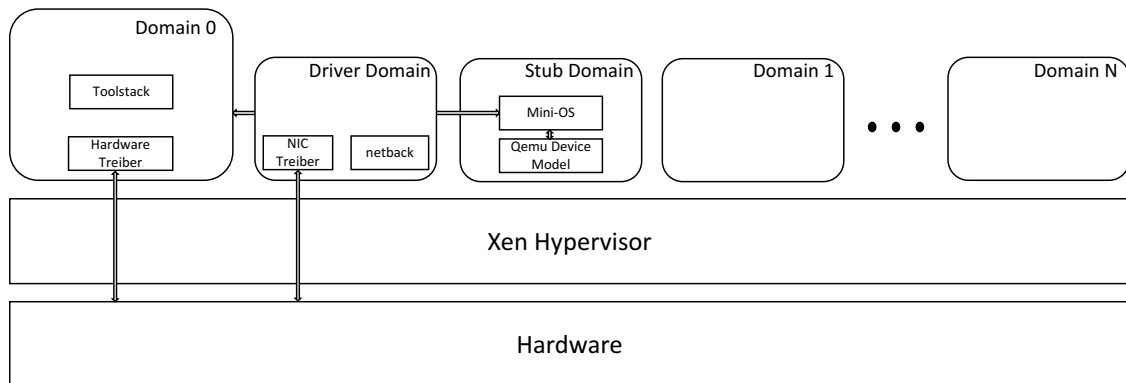 Domain 0
Toolstack
Hardware
Treiber
Driver Domain
NIC
Treiber
netback
Stub Domain
Mini-OS
Qemu Device
Model
Domain 1
Domain N
Xen Hypervisor
Hardware